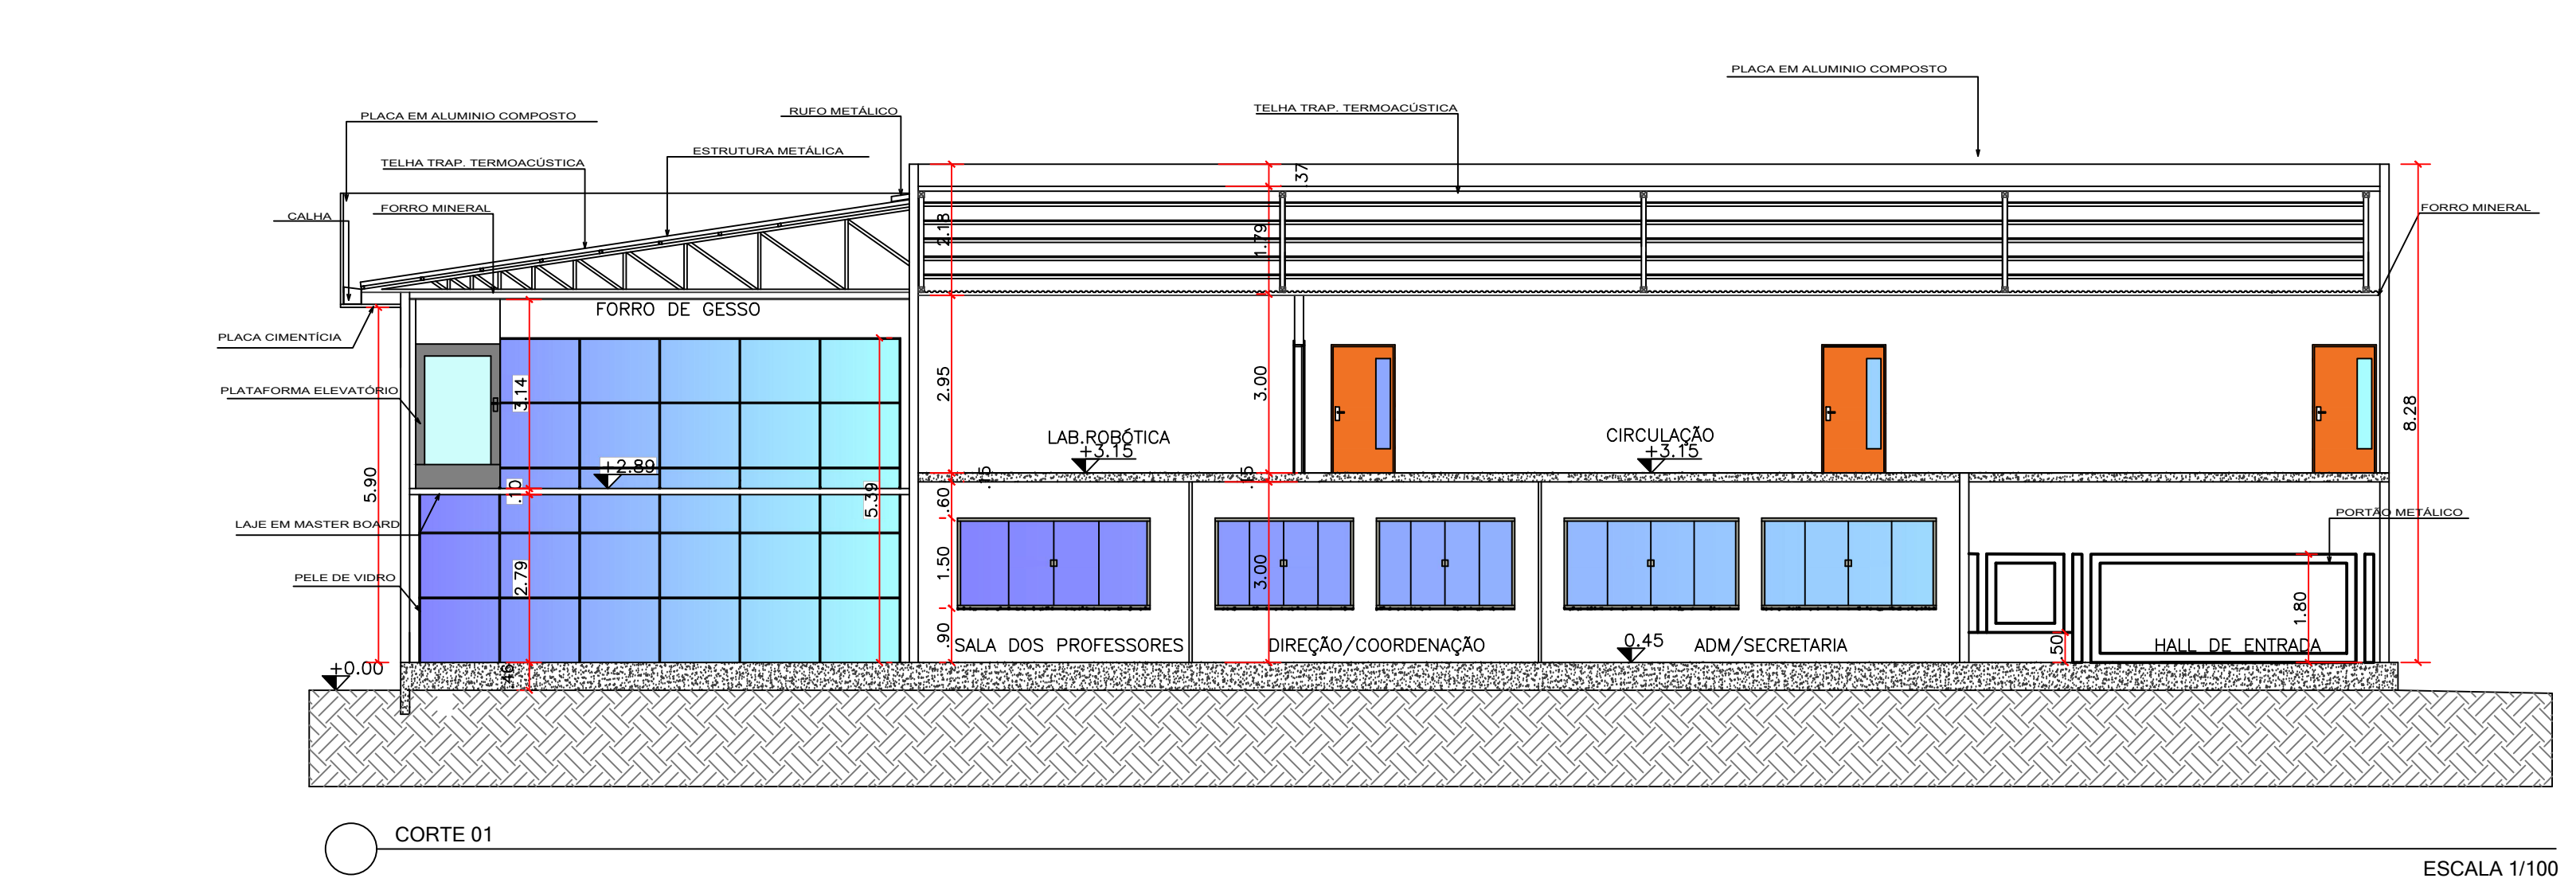 PLACA EM ALUMINIO COMPOSTO
TELHA TRAP. TERMOACÚSTICA
RUFO METÁLICO
PLACA EM ALUMINIO COMPOSTO
ESTRUTURA METÁLICA
TELHA TRAP. TERMOACÚSTICA
.37
FORRO MINERAL
FORRO MINERAL
CALHA
2.18
1.79
FORRO DE GESSO
PLACA CIMENTÍCIA
PLATAFORMA ELEVATÓRIO
3.14
2.95
3.00
8.28
LAB.ROBÓTICA
+3.15
CIRCULAÇÃO
+3.15
+2.89
5.90
.10
5.39
.15
.15
.60
LAJE EM MASTER BOARD
PORTÃO METÁLICO
PELE DE VIDRO
2.79
1.50
3.00
1.80
.90
SALA DOS PROFESSORES
DIREÇÃO/COORDENAÇÃO
0.45
ADM/SECRETARIA
.50
HALL DE ENTRADA
+0.00
.46
CORTE 01
ESCALA 1/100